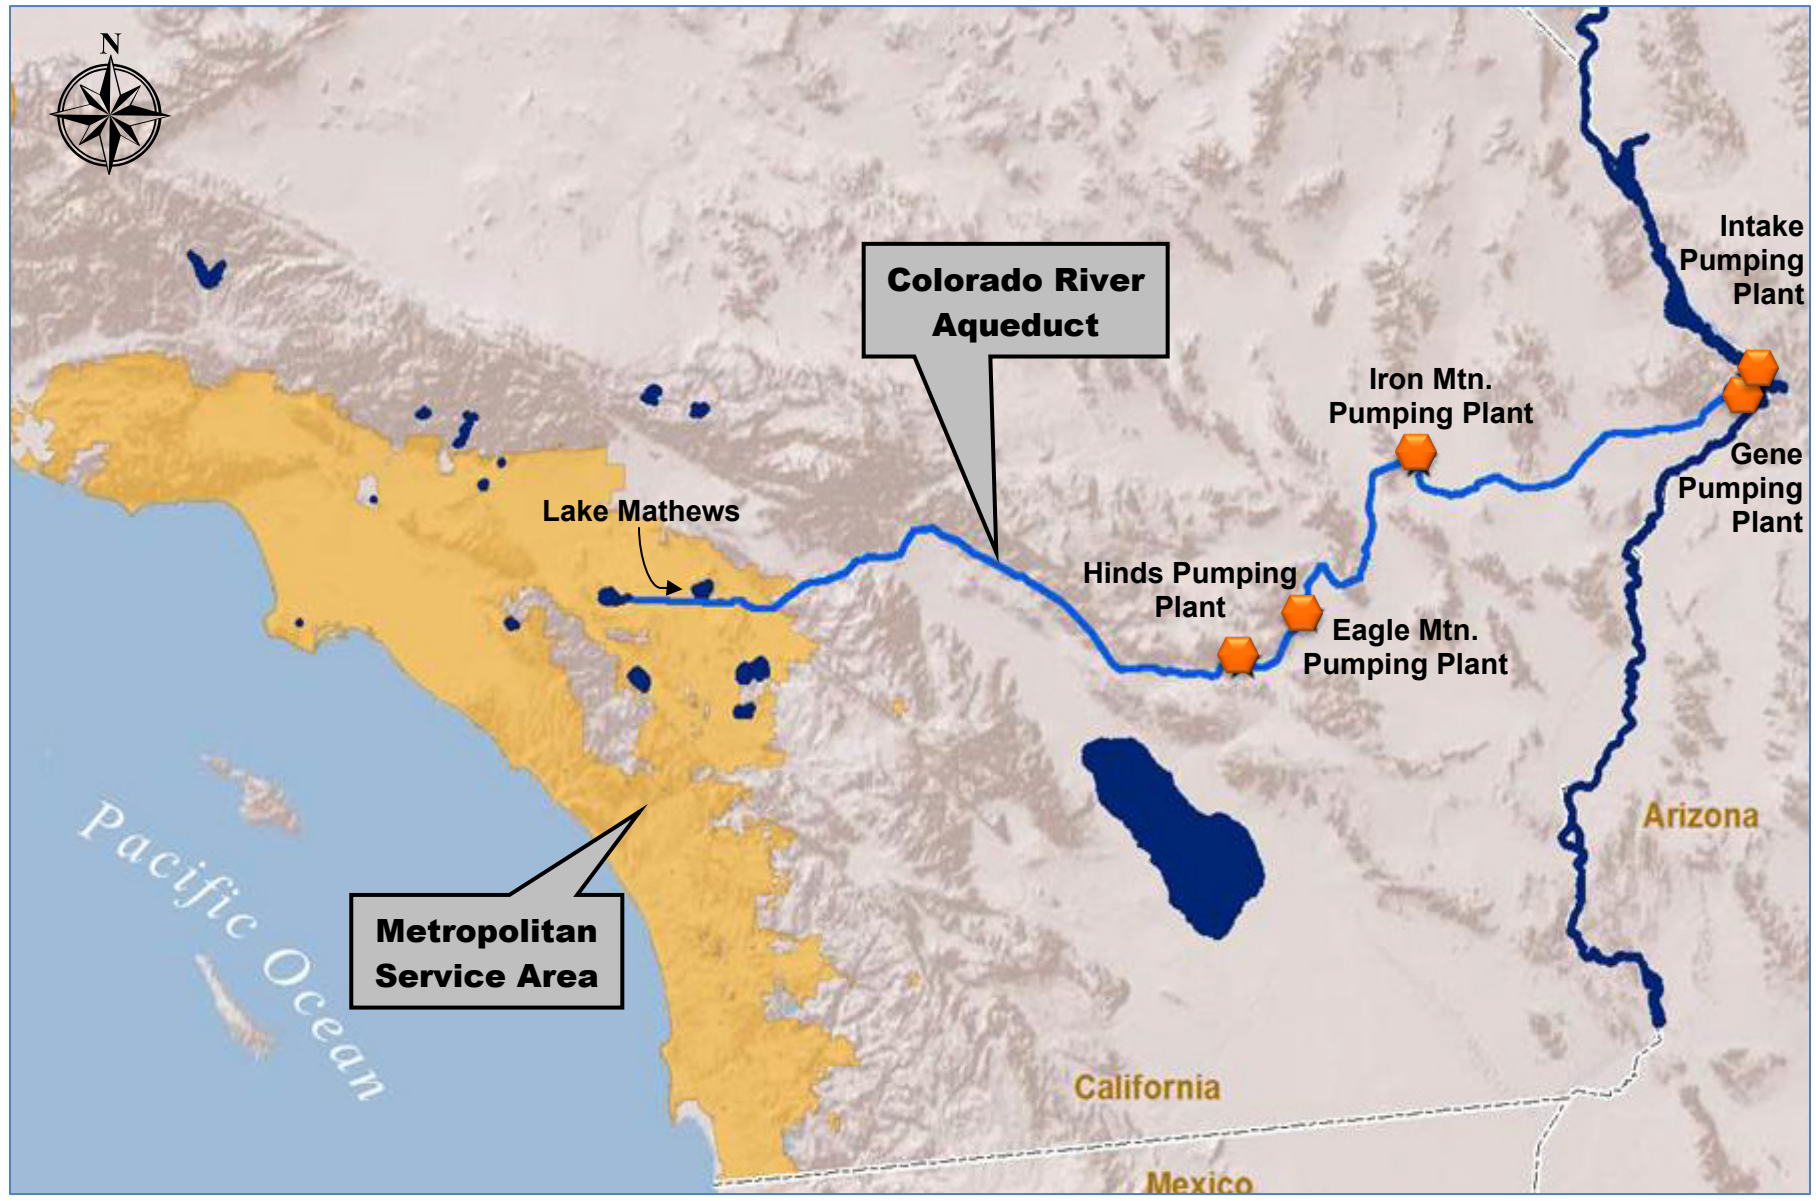 N
Intake
Pumping
Plant
Colorado River
Aqueduct
Iron Mtn.
Pumping Plant
Gene
Pumping
Plant
Lake Mathews
Hinds Pumping
Plant
Eagle Mtn.
Pumping Plant
Arizona
Pacific Ocean
Metropolitan
Service Area
California
Mexico